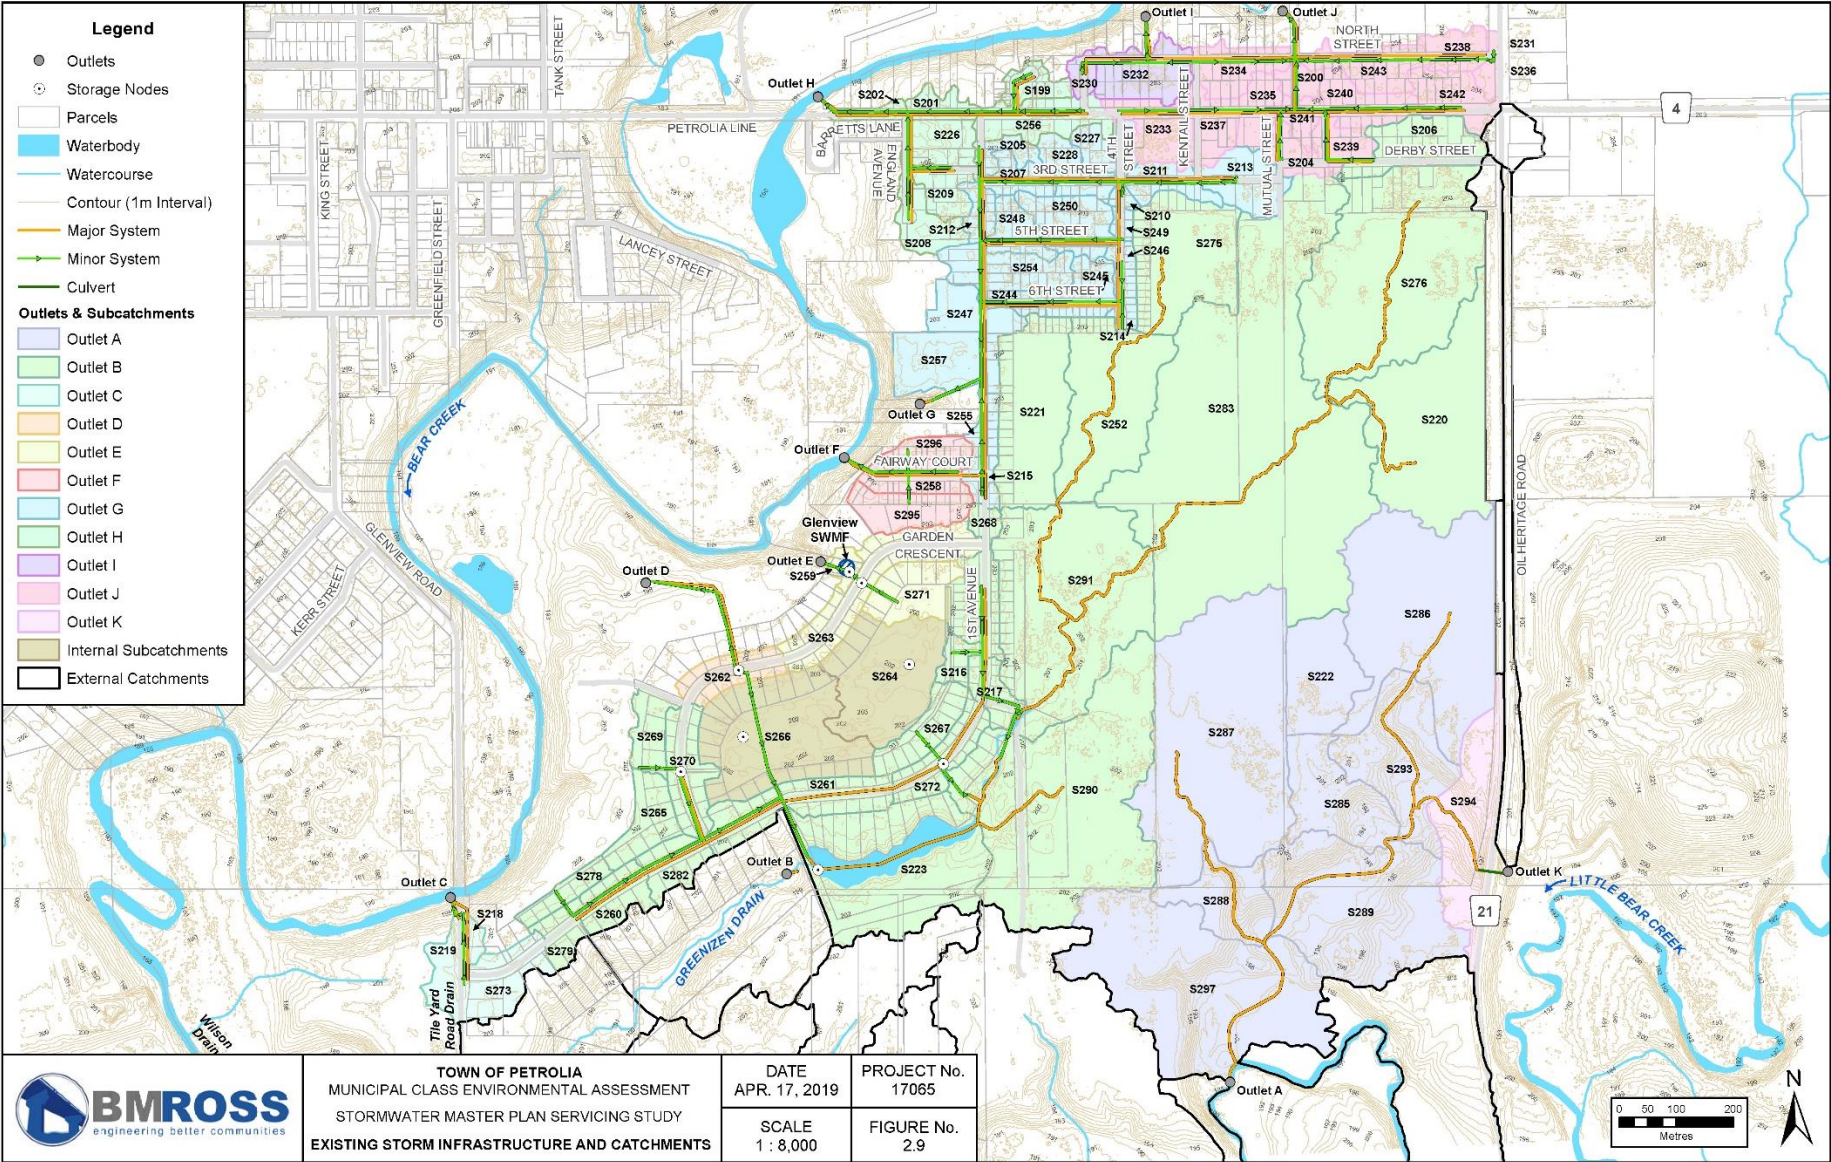 Legend
Outlets
Storage Nodes
Parcels
Waterbody
Watercourse
Contour (1m Interval)
Major System
Minor System
Culvert
Outlets & Subcatchments
Outlet A
Outlet B
Outlet C
Outlet D
Outlet E
Outlet F
Outlet G
Outlet H
Outlet I
Outlet J
Outlet K
Internal Subcatchments
External Catchments
TANK STREET
KING STREET
GREENFIELD STREET
LANCEY STREET
PETROLIA LINE
BARRETTS LANE
ENGLAND AVENUE
Outlet H
S202
S201
S199
S226
S256
S205
S227
S228
S207
3RD STREET
S209
S212
S208
S248
S250
5TH STREET
S254
S245
S244
6TH STREET
S247
S257
S214
S246
S249
S210
S211
S213
4TH STREET
KENTAIL STREET
MUTUAL STREET
Outlet I
Outlet J
NORTH STREET
S230
S232
S234
S200
S243
S238
S231
S236
S235
S240
S242
S233
S237
S241
S204
S239
S206
DERBY STREET
4
S275
S276
S221
S252
S283
S220
OIL HERITAGE ROAD
Outlet G
S255
Outlet F
S296
FAIRWAY COURT
S258
S295
S215
S268
Glenview SWMF
GARDEN CRESCENT
Outlet E
S259
S271
1ST AVENUE
S263
S264
S216
S217
Outlet D
S262
S266
S267
S269
S270
S261
S272
S265
S290
S291
S286
S222
S287
S293
S285
S294
S288
S289
S297
Outlet K
21
LITTLE BEAR CREEK
Outlet A
BEAR CREEK
GLENVIEW ROAD
KERR STREET
Outlet B
S223
S278
S282
S260
S279
GREENIZEN DRAIN
Outlet C
S218
S219
S273
Tile Yard
Road Drain
Wilson
Drain
BMROSS
engineering better communities
TOWN OF PETROLIA
MUNICIPAL CLASS ENVIRONMENTAL ASSESSMENT
STORMWATER MASTER PLAN SERVICING STUDY
EXISTING STORM INFRASTRUCTURE AND CATCHMENTS
DATE
APR. 17, 2019
PROJECT No.
17065
SCALE
1 : 8,000
FIGURE No.
2.9
0 50 100 200
Metres
N